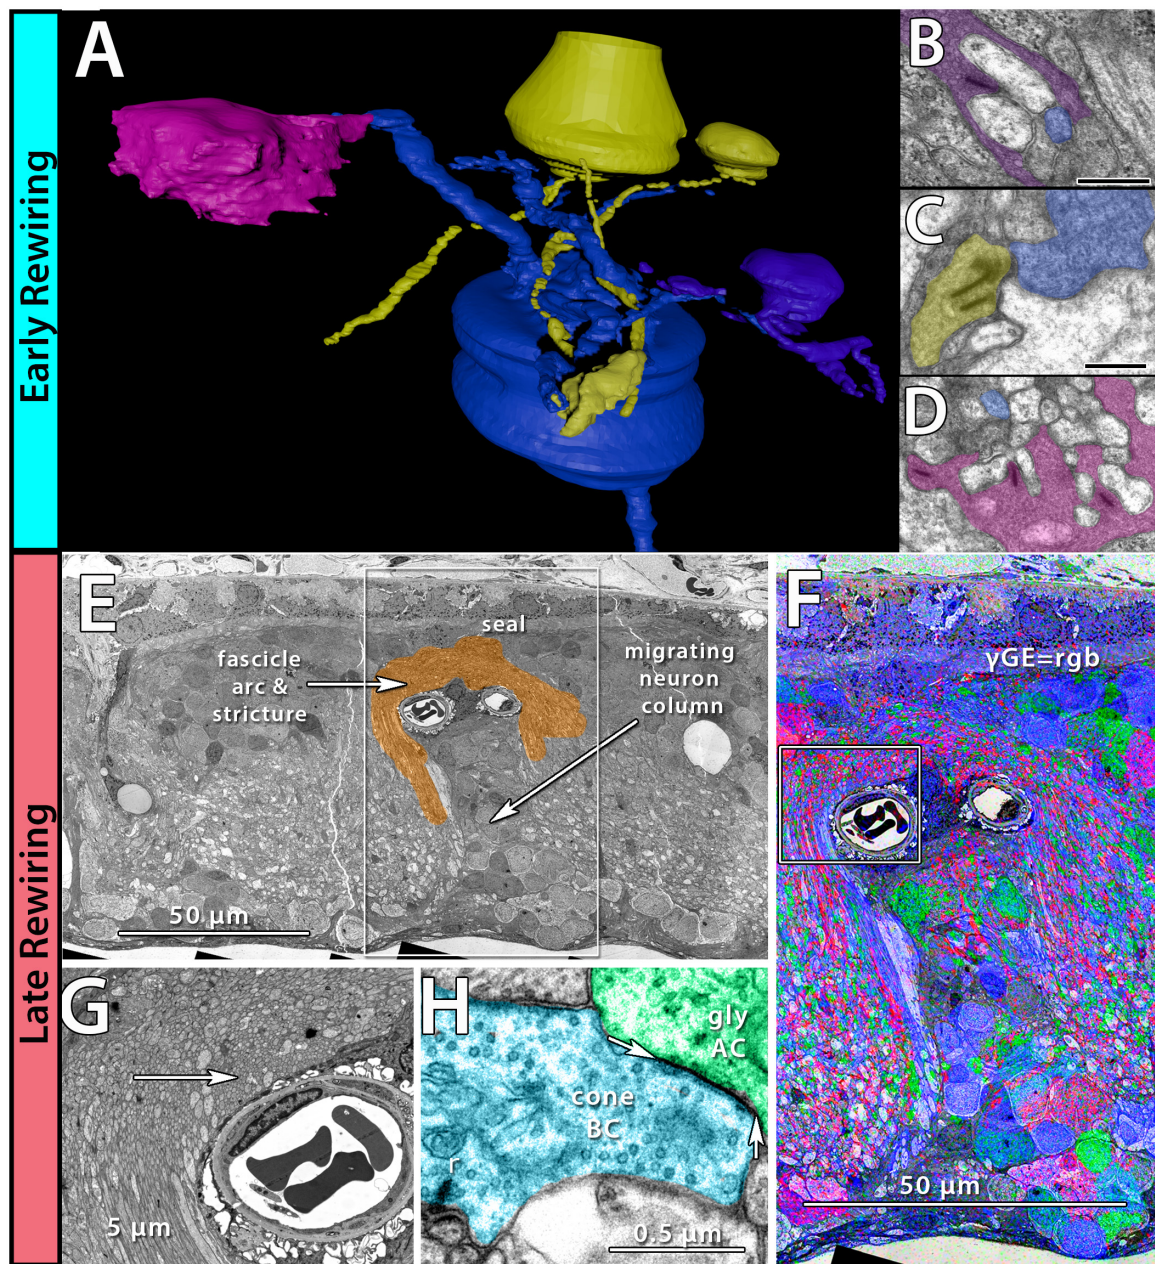 Early Rewiring
A
B
C
D
Late Rewiring
E
seal
fascicle
arc &
stricture
migrating
neuron
column
50 µm
F
γGE=rgb
50 µm
G
5 µm
H
gly
AC
cone
BC
r
0.5 µm